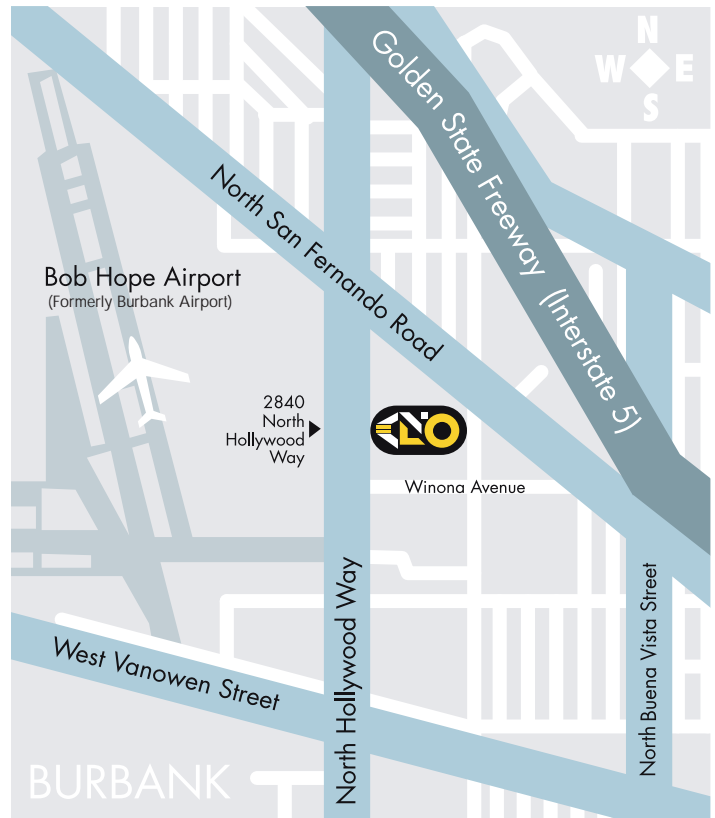 N
W E
S
Golden State Freeway (Interstate 5)
North San Fernando Road
Bob Hope Airport
(Formerly Burbank Airport)
2840
North
Hollywood
Way
Winona Avenue
North Hollywood Way
North Buena Vista Street
West Vanowen Street
BURBANK